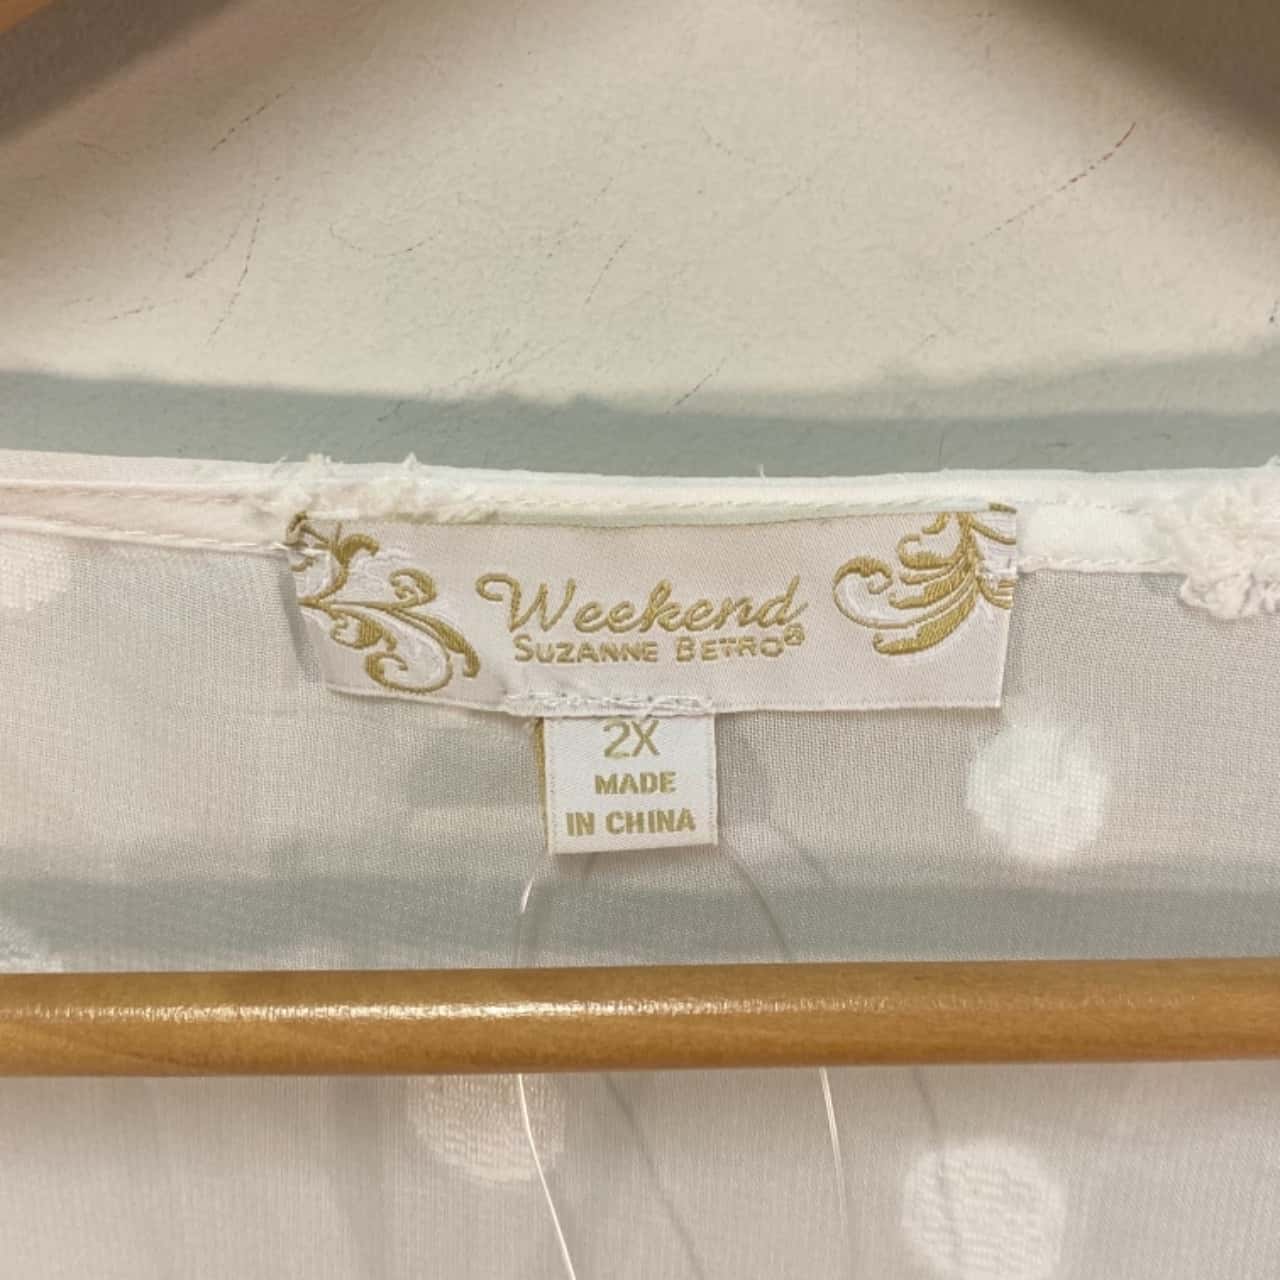 Weekend
SUZANNE BETRO®
2X
MADE
IN CHINA